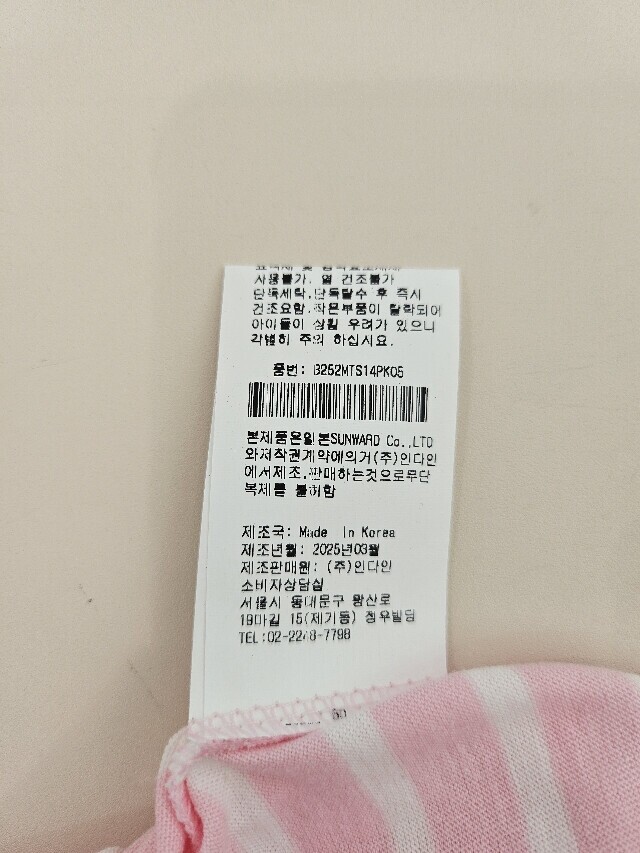 사용불가. 열 건조불가
단독세탁,단독탈수 후 즉시
건조요함.작은부품이 탈락되어
아이들이 삼킬 우려가 있으니
각별히 주의 하십시요.
품번: B252MTS14PK05
본제품은일본SUNWARD Co.,LTD
와저작권계약에의거(주)인다인
에서제조,판매하는것으로무단
복제를 불허함
제조국: Made In Korea
제조년월: 2025년03월
제조판매원: (주)인다인
소비자상담실
서울시 동대문구 왕산로
19마길 15(제기동) 정우빌딩
TEL:02-2248-7798